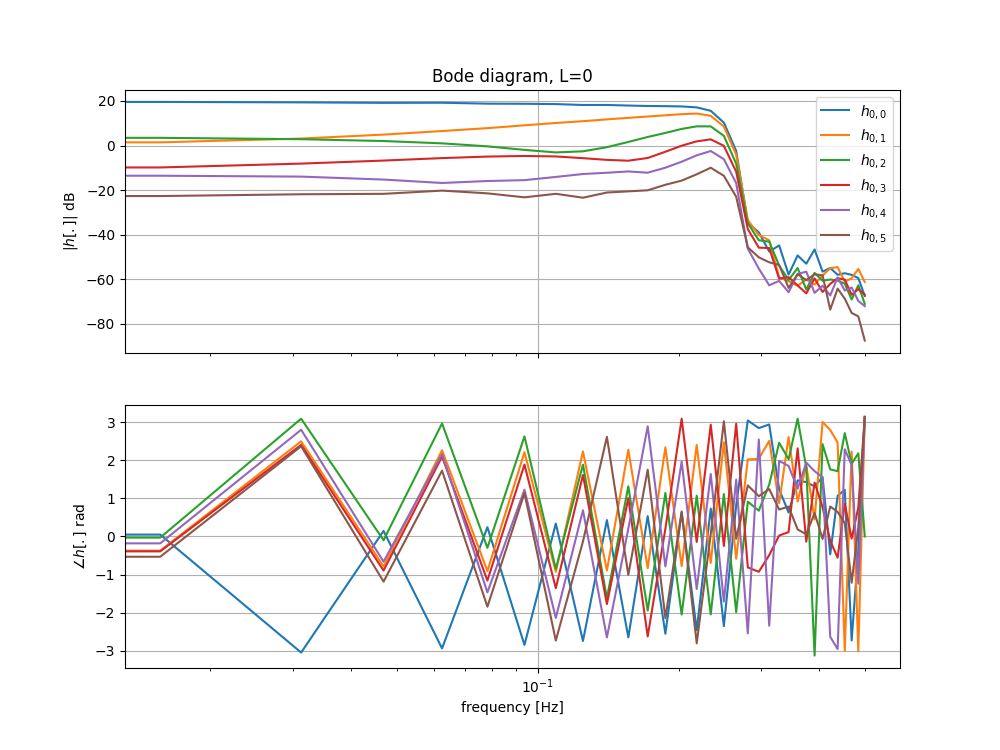 Bode diagram, L=0
|h[.]| dB
20
0
−20
−40
−60
−80
h0,0
h0,1
h0,2
h0,3
h0,4
h0,5
∠h[.] rad
3
2
1
0
−1
−2
−3
10−1
frequency [Hz]